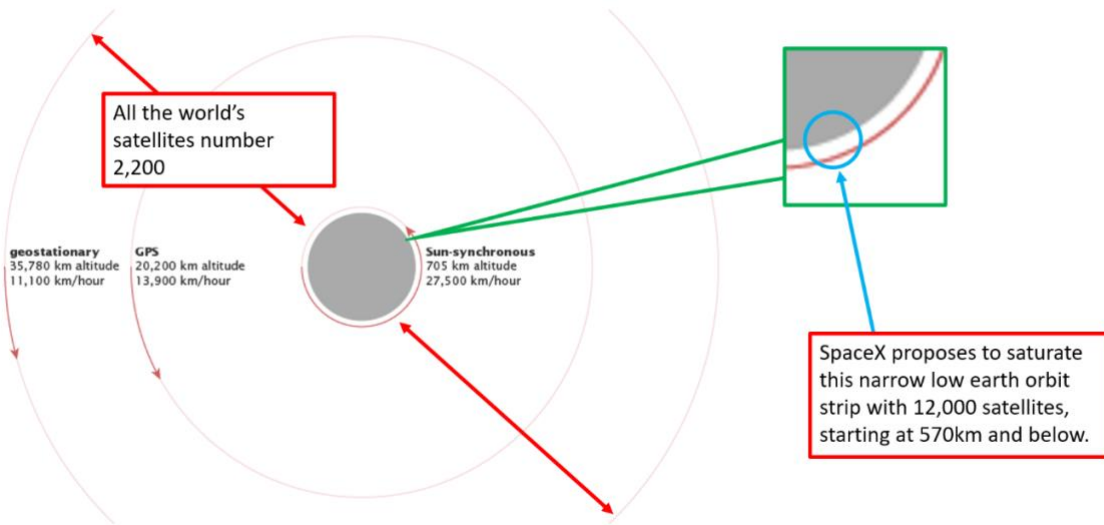 All the world's
satellites number
2,200
geostationary
35,780 km altitude
11,100 km/hour
GPS
20,200 km altitude
13,900 km/hour
Sun-synchronous
705 km altitude
27,500 km/hour
SpaceX proposes to saturate
this narrow low earth orbit
strip with 12,000 satellites,
starting at 570km and below.